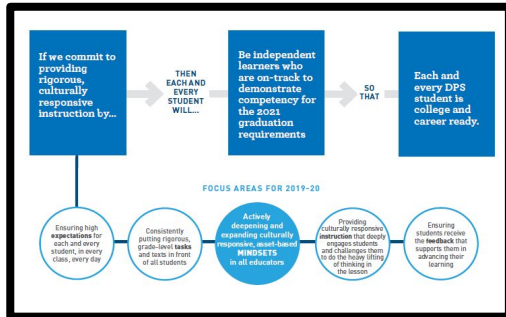 If we commit to
providing
rigorous,
culturally
responsive
instruction by...
THEN
EACH AND
EVERY
STUDENT
WILL...
Be independent
learners who
are on-track to
demonstrate
competency for
the 2021
graduation
requirements
SO
THAT
Each and
every DPS
student is
college and
career ready.
FOCUS AREAS FOR 2019-20
Ensuring high
expectations for
each and every
student, in every
class, every day
Consistently
putting rigorous,
grade-level tasks
and texts in front
of all students
Actively
deepening and
expanding culturally
responsive, asset-based
MINDSETS
in all educators
Providing
culturally responsive
instruction that deeply
engages students
and challenges them
to do the heavy lifting
of thinking in
the lesson
Ensuring
students receive
the feedback that
supports them in
advancing their
learning